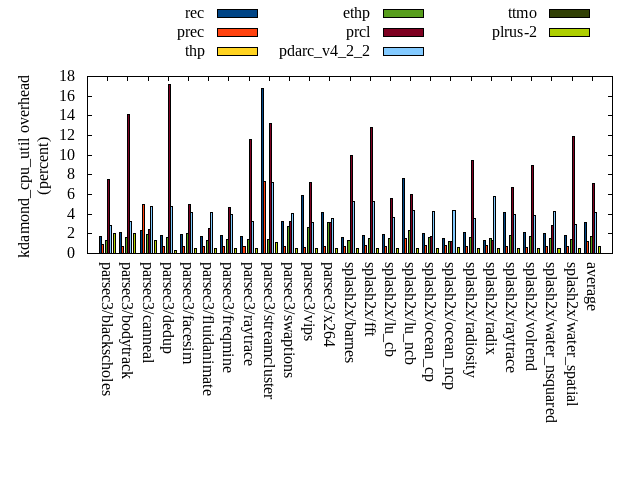 rec
prec
thp
ethp
prcl
pdarc_v4_2_2
ttmo
plrus-2
kdamond_cpu_util overhead
(percent)
18
16
14
12
10
8
6
4
2
0
parsec3/blackscholes
parsec3/bodytrack
parsec3/canneal
parsec3/dedup
parsec3/facesim
parsec3/fluidanimate
parsec3/freqmine
parsec3/raytrace
parsec3/streamcluster
parsec3/swaptions
parsec3/vips
parsec3/x264
splash2x/barnes
splash2x/fft
splash2x/lu_cb
splash2x/lu_ncb
splash2x/ocean_cp
splash2x/ocean_ncp
splash2x/radiosity
splash2x/radix
splash2x/raytrace
splash2x/volrend
splash2x/water_nsquared
splash2x/water_spatial
average